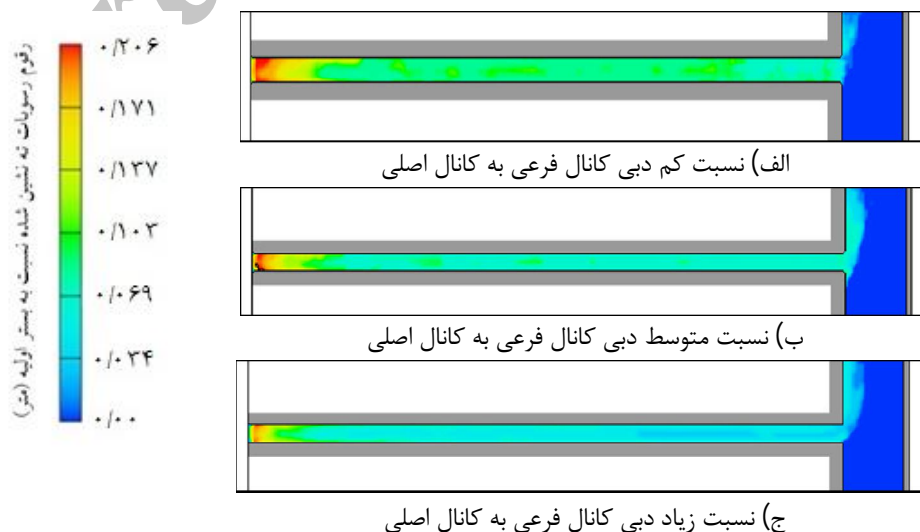 رقوم رسوبات ته نشین شده نسبت به بستر اولیه (متر)
۰/۲۰۶
۰/۱۷۱
۰/۱۳۷
۰/۱۰۳
۰/۰۶۹
۰/۰۳۴
۰/۰۰
الف) نسبت کم دبی کانال فرعی به کانال اصلی
ب) نسبت متوسط دبی کانال فرعی به کانال اصلی
ج) نسبت زیاد دبی کانال فرعی به کانال اصلی